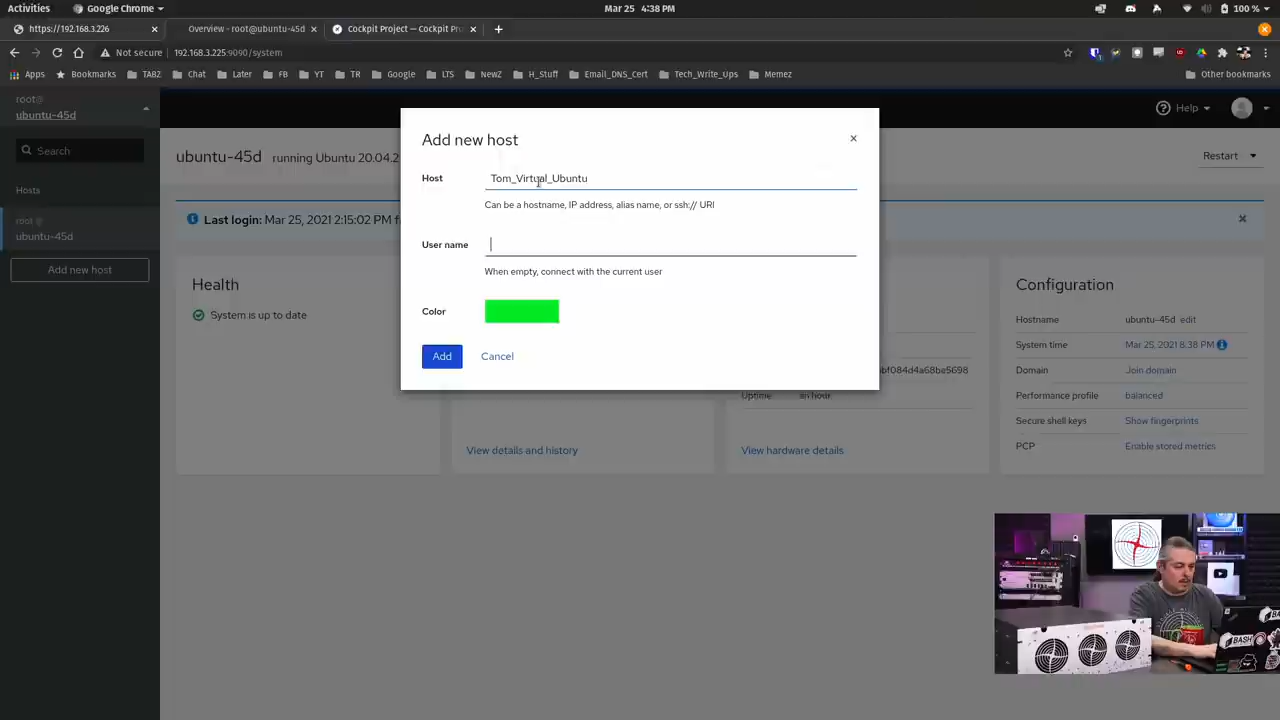 Activities
Google Chrome
Mar 25 4:38 PM
100 %
https://192.168.3.226
Overview - root@ubuntu-45d
Cockpit Project — Cockpit Pro
Not secure
192.168.3.225:9090/system
Apps
Bookmarks
TABZ
Chat
Later
FB
YT
TR
Google
LTS
NewZ
H_Stuff
Email_DNS_Cert
Tech_Write_Ups
Memez
Other bookmarks
root@
ubuntu-45d
Help
Search
ubuntu-45d running Ubuntu 20.04.2
Restart
Hosts
root @
ubuntu-45d
Add new host
Last login: Mar 25, 2021 2:15:02 PM f
Add new host
Host
Tom_Virtual_Ubuntu
Can be a hostname, IP address, alias name, or ssh:// URI
User name
When empty, connect with the current user
Color
Add
Cancel
Health
System is up to date
View details and history
bf084d4a68be5698
Uptime an hour
View hardware details
Configuration
Hostname ubuntu-45d edit
System time Mar 25, 2021 8:38 PM
Domain Join domain
Performance profile balanced
Secure shell keys Show fingerprints
PCP Enable stored metrics
BASH
BASH